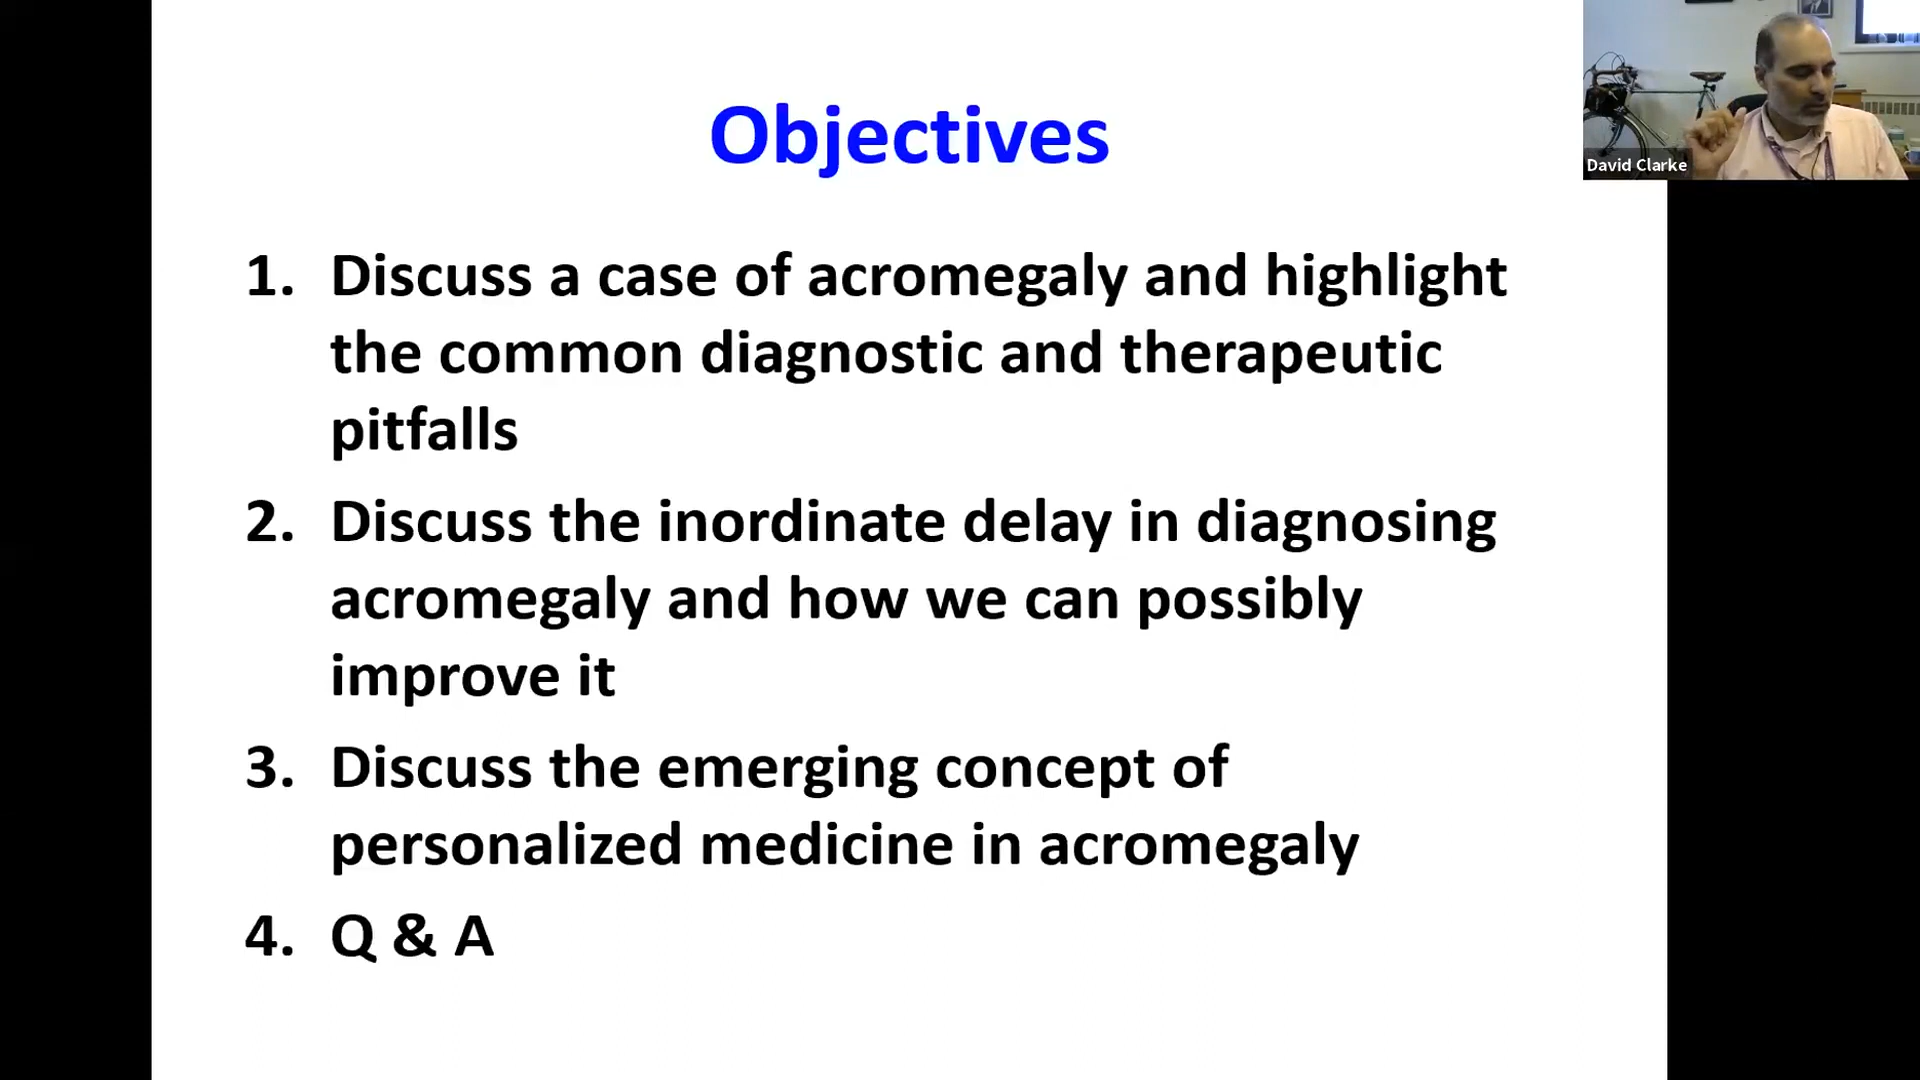 Objectives
1. Discuss a case of acromegaly and highlight
the common diagnostic and therapeutic
pitfalls
2. Discuss the inordinate delay in diagnosing
acromegaly and how we can possibly
improve it
3. Discuss the emerging concept of
personalized medicine in acromegaly
4. Q & A
David Clarke